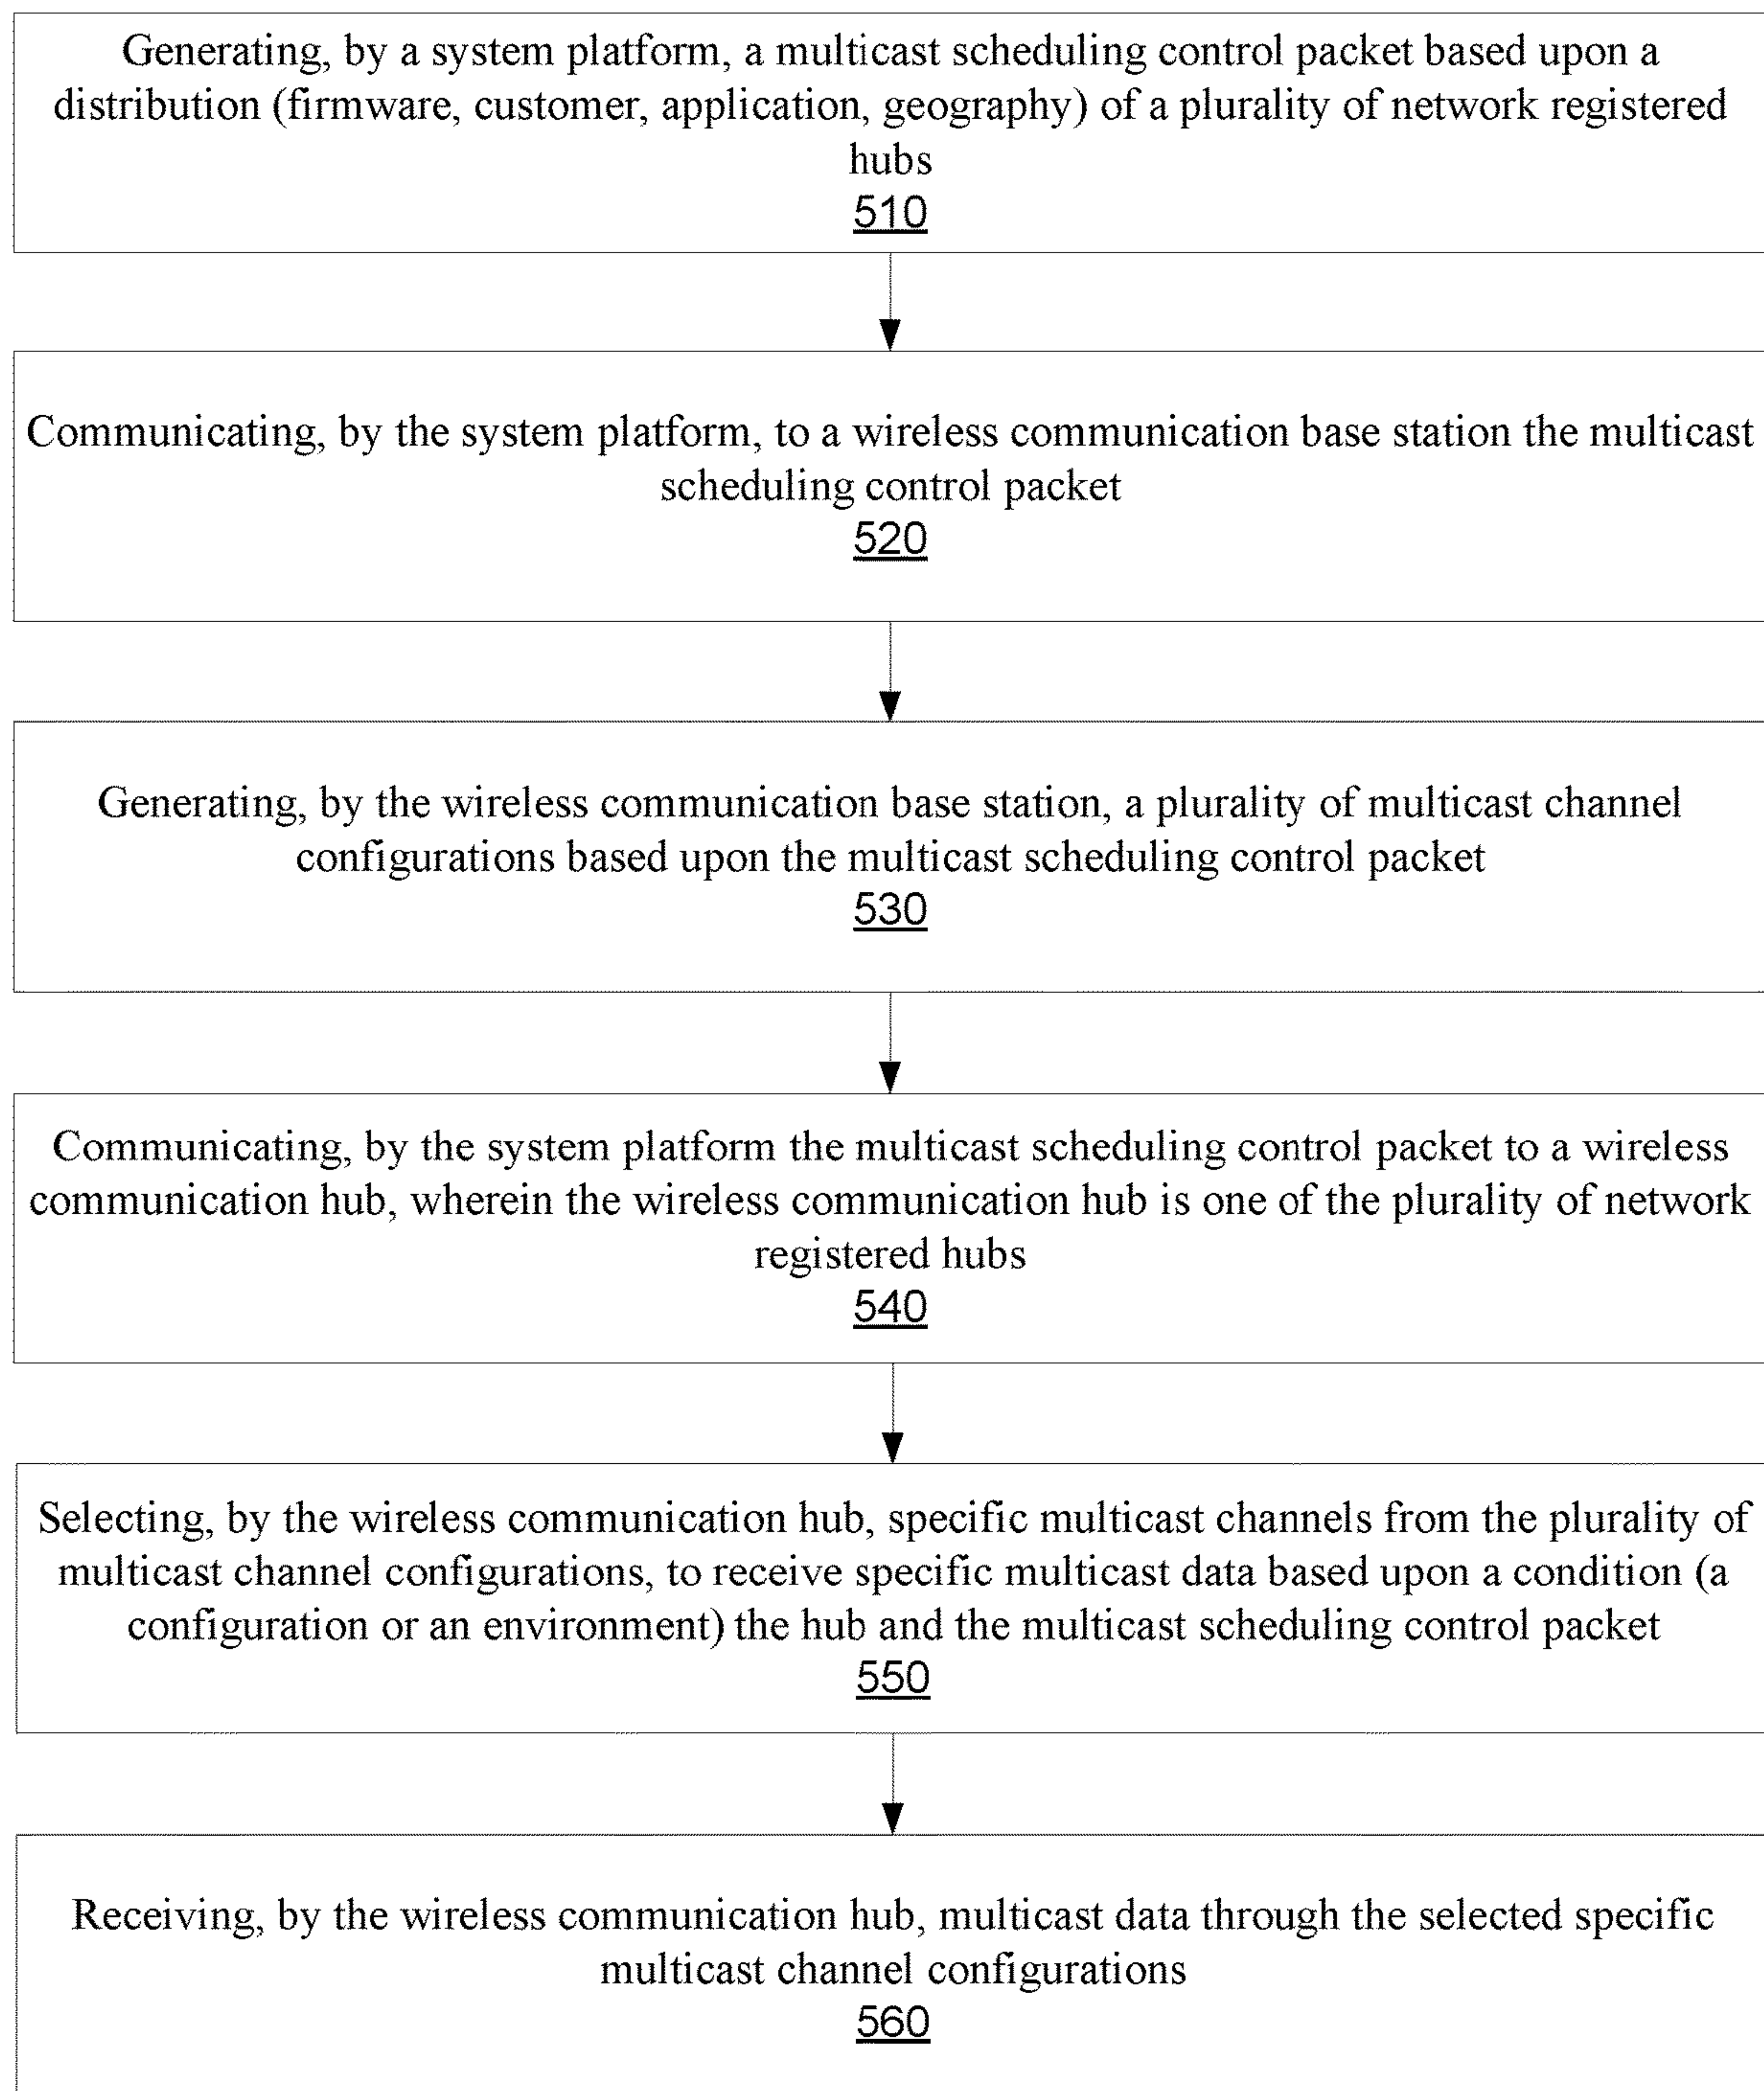 Generating, by a system platform, a multicast scheduling control packet based upon a
distribution (firmware, customer, application, geography) of a plurality of network registered
hubs
510
Communicating, by the system platform, to a wireless communication base station the multicast
scheduling control packet
520
Generating, by the wireless communication base station, a plurality of multicast channel
configurations based upon the multicast scheduling control packet
530
Communicating, by the system platform the multicast scheduling control packet to a wireless
communication hub, wherein the wireless communication hub is one of the plurality of network
registered hubs
540
Selecting, by the wireless communication hub, specific multicast channels from the plurality of
multicast channel configurations, to receive specific multicast data based upon a condition (a
configuration or an environment) the hub and the multicast scheduling control packet
550
Receiving, by the wireless communication hub, multicast data through the selected specific
multicast channel configurations
560